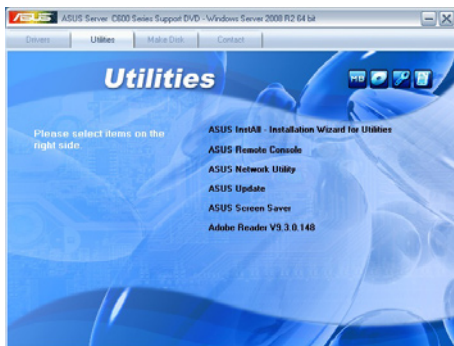 ASUS ASUS Server C600 Series Support DVD - Windows Server 2008 R2 64 bit
Drivers Utilities Make Disk Contact
Utilities
Please select items on the
right side.
ASUS InstAll - Installation Wizard for Utilities
ASUS Remote Console
ASUS Network Utility
ASUS Update
ASUS Screen Saver
Adobe Reader V9.3.0.148